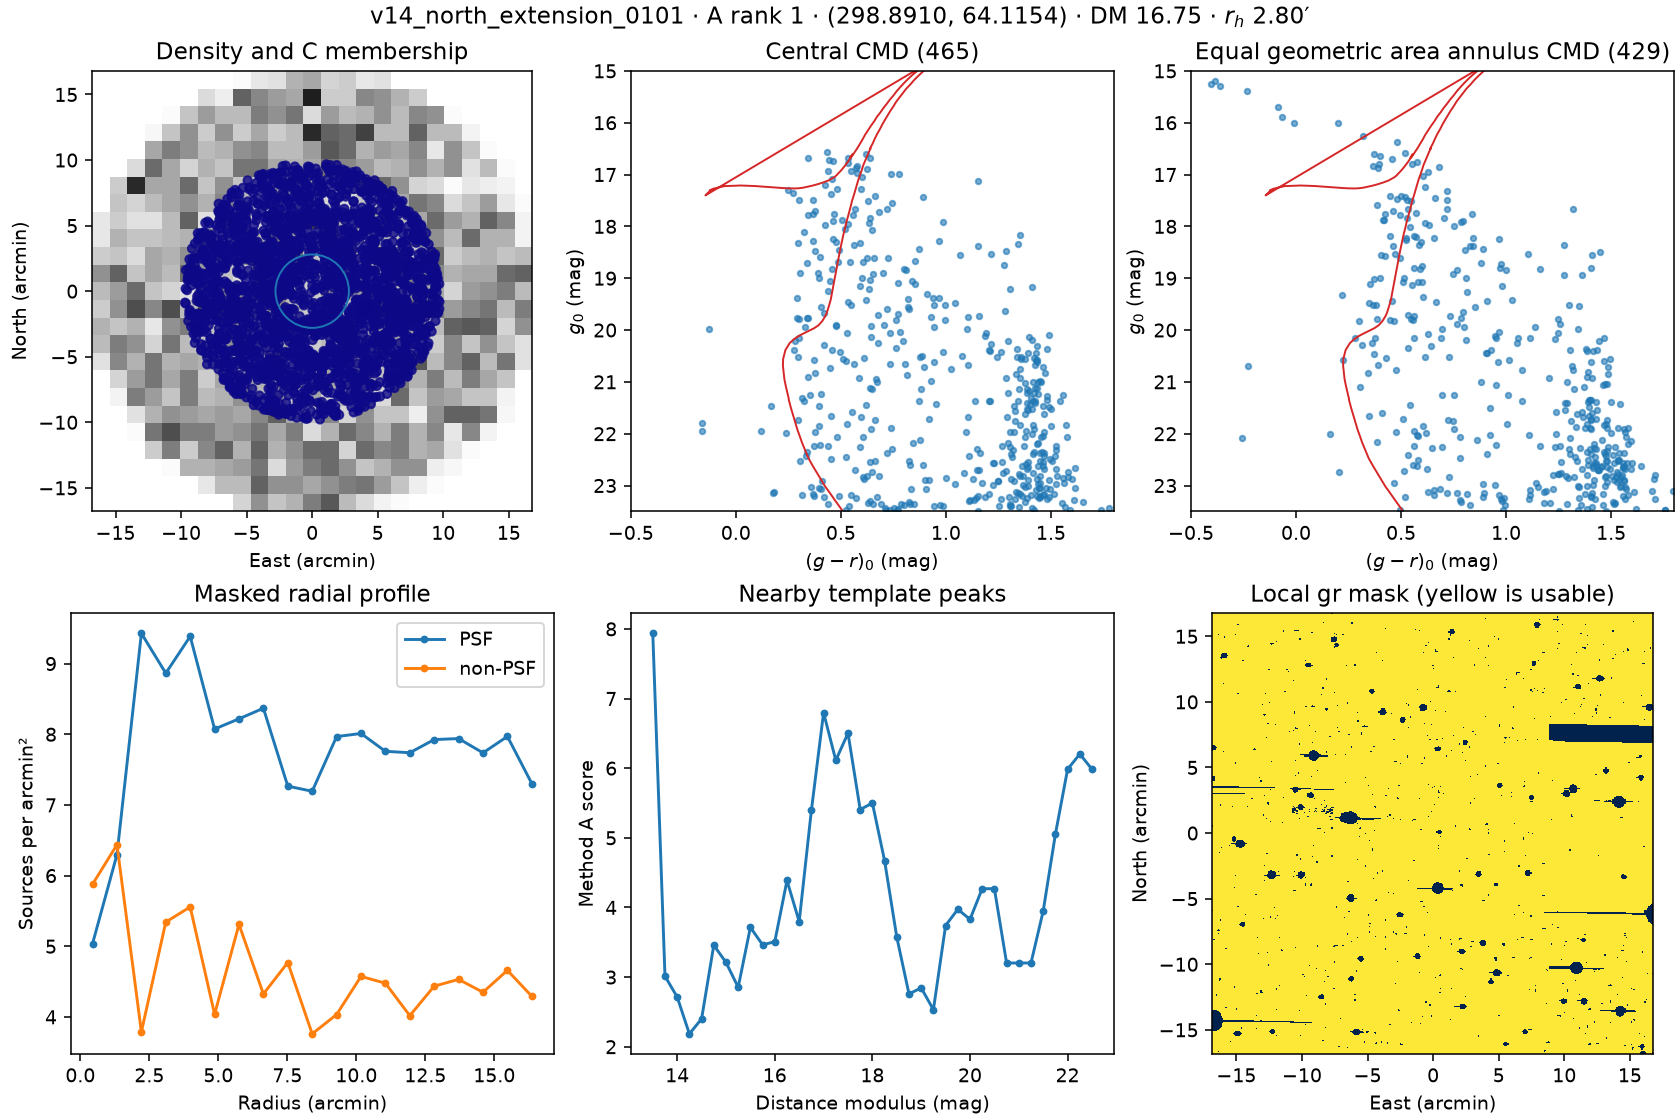 v14_north_extension_0101 · A rank 1 · (298.8910, 64.1154) · DM 16.75 · r_h 2.80′
Density and C membership
15
10
5
0
−5
−10
−15
−15 −10 −5 0 5 10 15
East (arcmin)
North (arcmin)
Central CMD (465)
15
16
17
18
19
20
21
22
23
−0.5 0.0 0.5 1.0 1.5
(g − r)₀ (mag)
g₀ (mag)
Equal geometric area annulus CMD (429)
15
16
17
18
19
20
21
22
23
−0.5 0.0 0.5 1.0 1.5
(g − r)₀ (mag)
g₀ (mag)
Masked radial profile
PSF
non-PSF
9
8
7
6
5
4
0.0 2.5 5.0 7.5 10.0 12.5 15.0
Radius (arcmin)
Sources per arcmin²
Nearby template peaks
8
7
6
5
4
3
2
14 16 18 20 22
Distance modulus (mag)
Method A score
Local gr mask (yellow is usable)
15
10
5
0
−5
−10
−15
−15 −10 −5 0 5 10 15
East (arcmin)
North (arcmin)